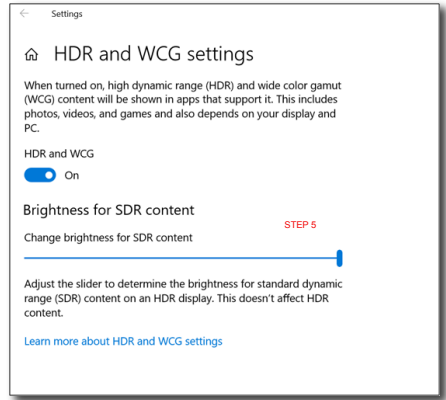 Settings
HDR and WCG settings
When turned on, high dynamic range (HDR) and wide color gamut
(WCG) content will be shown in apps that support it. This includes
photos, videos, and games and also depends on your display and
PC.
HDR and WCG
On
Brightness for SDR content
STEP 5
Change brightness for SDR content
Adjust the slider to determine the brightness for standard dynamic
range (SDR) content on an HDR display. This doesn't affect HDR
content.
Learn more about HDR and WCG settings